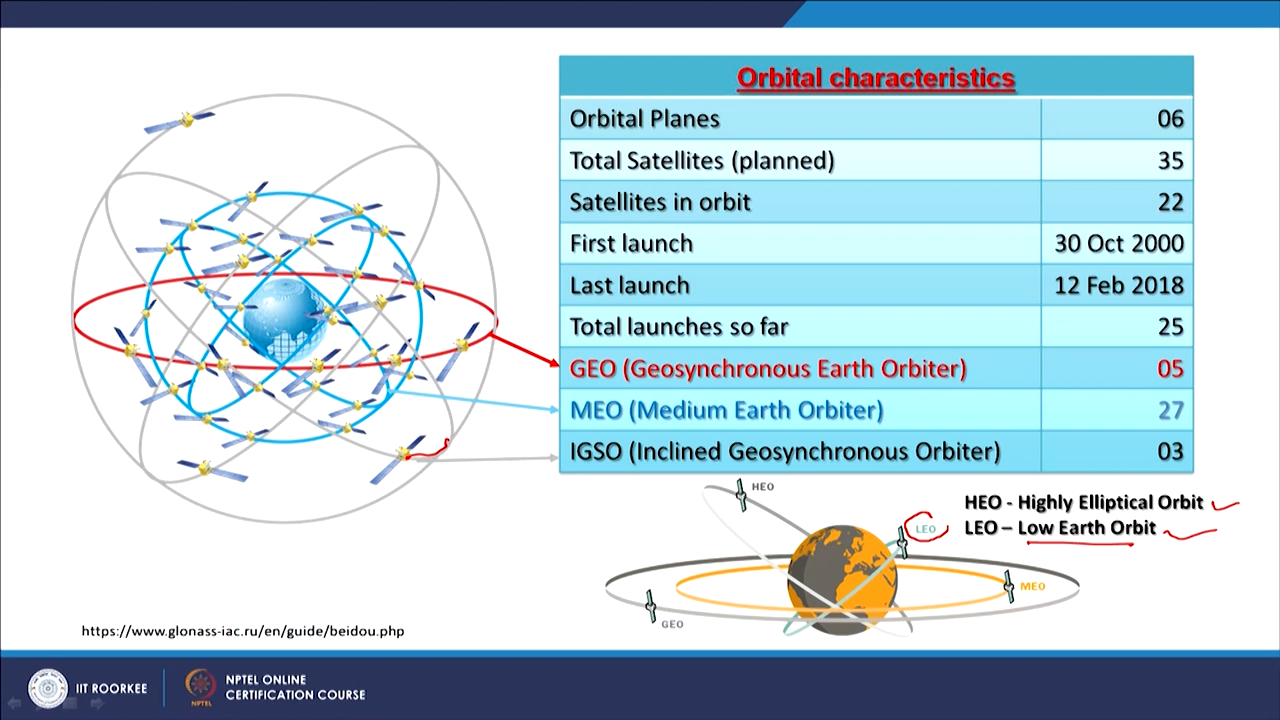 Orbital characteristics
Orbital Planes 06
Total Satellites (planned) 35
Satellites in orbit 22
First launch 30 Oct 2000
Last launch 12 Feb 2018
Total launches so far 25
GEO (Geosynchronous Earth Orbiter) 05
MEO (Medium Earth Orbiter) 27
IGSO (Inclined Geosynchronous Orbiter) 03
HEO
HEO - Highly Elliptical Orbit
LEO
LEO – Low Earth Orbit
MEO
GEO
https://www.glonass-iac.ru/en/guide/beidou.php
IIT ROORKEE
NPTEL
NPTEL ONLINE
CERTIFICATION COURSE